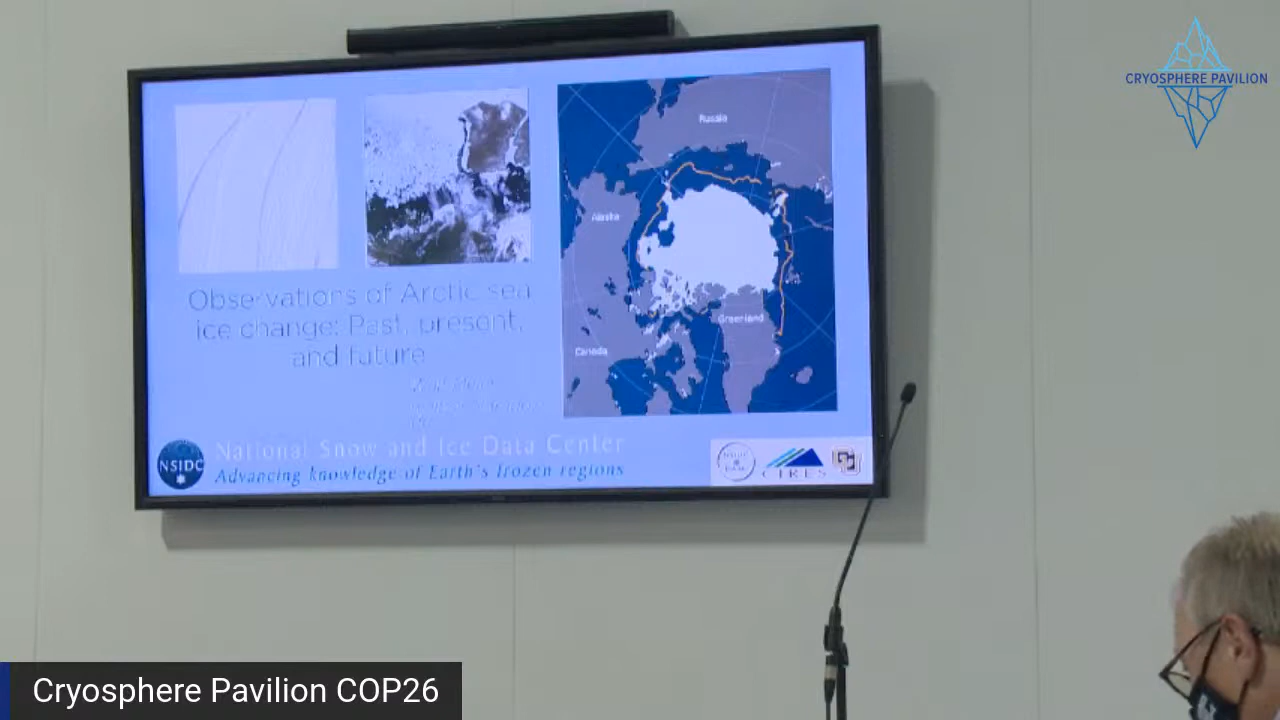 CRYOSPHERE PAVILION
Russia
Alaska
Greenland
Canada
Observations of Arctic sea
ice change: Past, present,
and future
NSIDC
National Snow and Ice Data Center
Advancing knowledge of Earth's frozen regions
CIRES
CU
Cryosphere Pavilion COP26